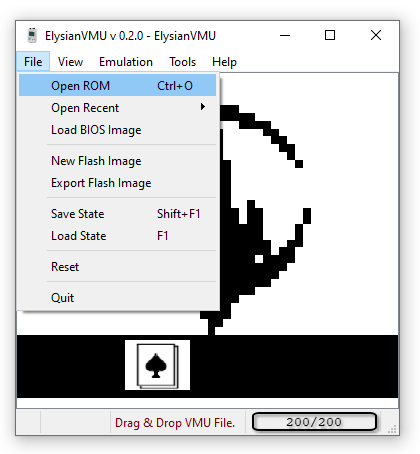 ElysianVMU v 0.2.0 - ElysianVMU
File View Emulation Tools Help
Open ROM Ctrl+O
Open Recent
Load BIOS Image
New Flash Image
Export Flash Image
Save State Shift+F1
Load State F1
Reset
Quit
Drag & Drop VMU File. 200/200